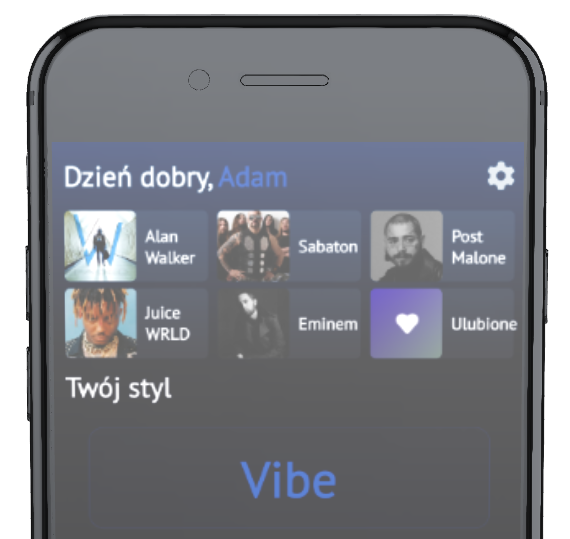 Dzień dobry, Adam
Alan
Walker
Sabaton
Post
Malone
Juice
WRLD
Eminem
Ulubione
Twój styl
Vibe